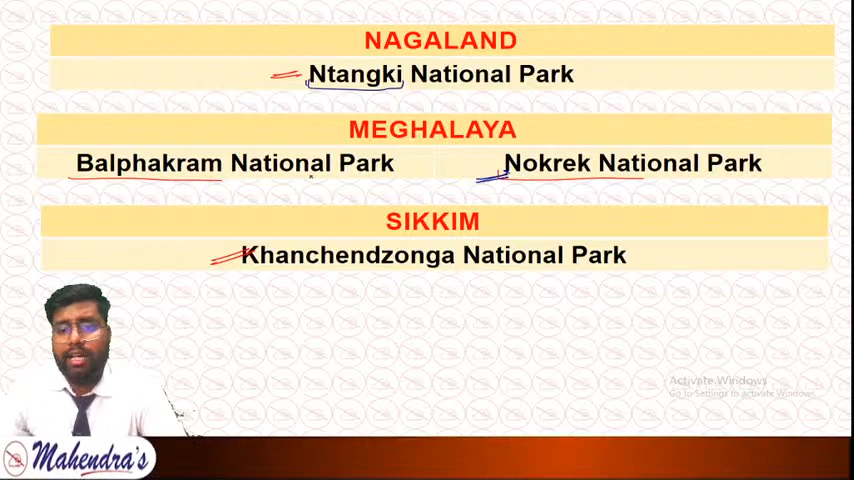 NAGALAND
Ntangki National Park
MEGHALAYA
Balphakram National Park
Nokrek National Park
SIKKIM
Khanchendzonga National Park
Activate Windows
Go to Settings to activate Windows.
Mahendra's